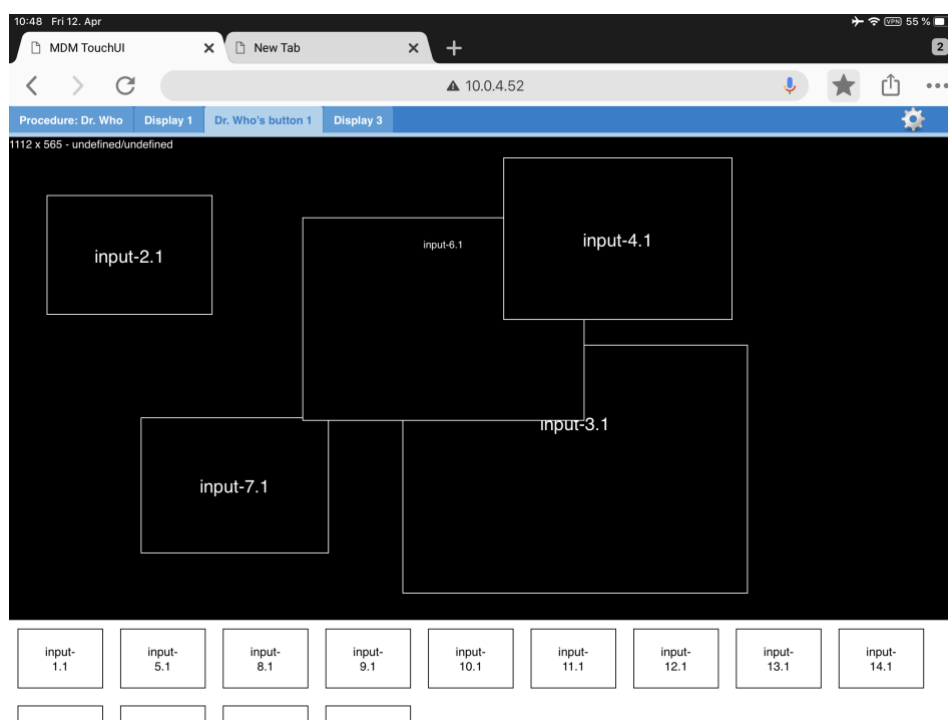 10:48 Fri 12. Apr
VPN 55 %
MDM TouchUI
New Tab
2
10.0.4.52
Procedure: Dr. Who
Display 1
Dr. Who's button 1
Display 3
1112 x 565 - undefined/undefined
input-2.1
input-6.1
input-4.1
input-3.1
input-7.1
input-
1.1
input-
5.1
input-
8.1
input-
9.1
input-
10.1
input-
11.1
input-
12.1
input-
13.1
input-
14.1